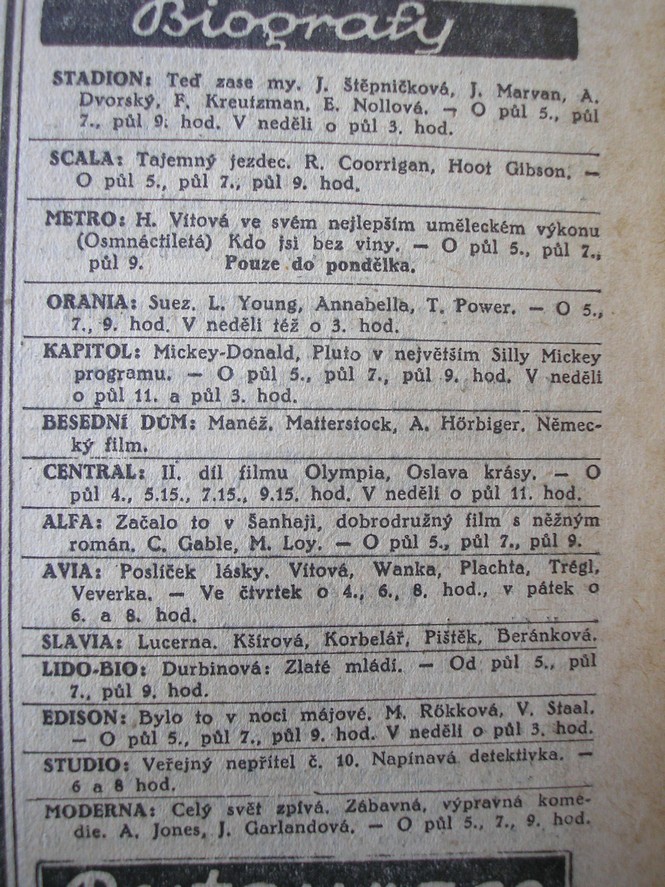 Biografy
STADION: Teď zase my. J. Štěpničková, J. Marvan, A.
Dvorský, F. Kreutzman, E. Nollová. — O půl 5., půl
7., půl 9. hod. V neděli o půl 3. hod.
SCALA: Tajemný jezdec. R. Coorrigan, Hoot Gibson. —
O půl 5., půl 7., půl 9. hod.
METRO: H. Vítová ve svém nejlepším uměleckém výkonu
(Osmnáctiletá) Kdo jsi bez viny. — O půl 5., půl 7.,
půl 9. Pouze do pondělka.
ORANIA: Suez. L. Young, Annabella, T. Power. — O 5.,
7., 9. hod. V neděli též o 3. hod.
KAPITOL: Mickey-Donald, Pluto v největším Silly Mickey
programu. — O půl 5., půl 7., půl 9. hod. V neděli
o půl 11. a půl 3. hod.
BESEDNÍ DŮM: Manéž. Matterstock, A. Hörbiger. Němec-
ký film.
CENTRAL: II. díl filmu Olympia, Oslava krásy. — O
půl 4., 5.15., 7.15., 9.15. hod. V neděli o půl 11. hod.
ALFA: Začalo to v Šanhaji, dobrodružný film s něžným
román. C. Gable, M. Loy. — O půl 5., půl 7., půl 9.
AVIA: Poslíček lásky. Vítová, Wanka, Plachta, Trégl,
Veverka. — Ve čtvrtek o 4., 6., 8. hod., v pátek o
6. a 8. hod.
SLAVIA: Lucerna. Kšírová, Korbelář, Pištěk, Beránková.
LIDO-BIO: Durbinová: Zlaté mládí. — Od půl 5., půl
7., půl 9. hod.
EDISON: Bylo to v noci májové. M. Rökková, V. Staal.
— O půl 5., půl 7., půl 9. hod. V neděli o půl 3. hod.
STUDIO: Veřejný nepřítel č. 10. Napínavá detektivka. —
6 a 8 hod.
MODERNA: Celý svět zpívá. Zábavná, výpravná komé-
die. A. Jones, J. Garlandová. — O půl 5., 7., 9. hod.